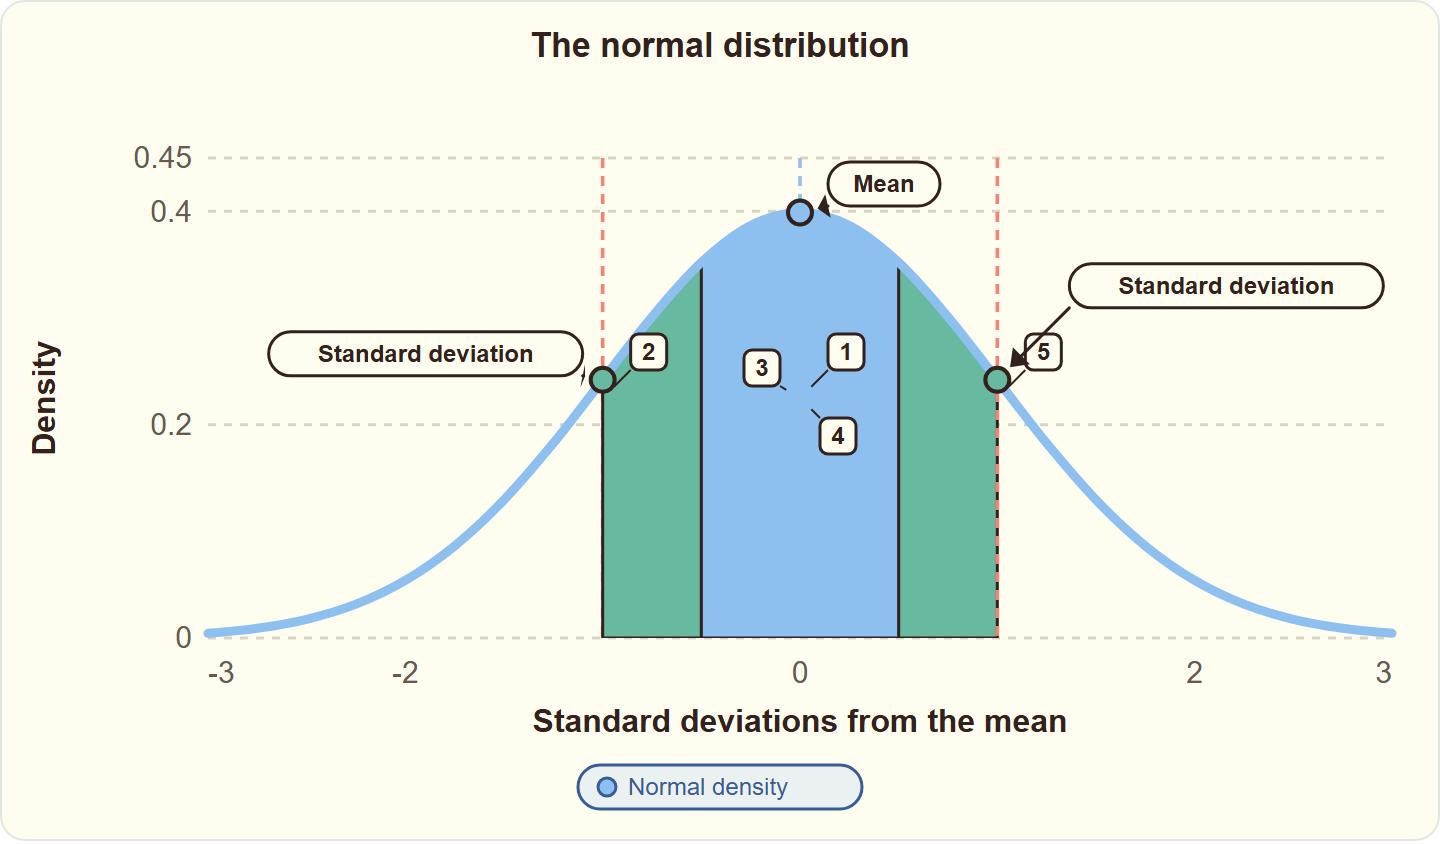 The normal distribution
0.45
Mean
0.4
Standard deviation
Standard deviation
2
3
1
5
4
0.2
0
Density
-3
-2
0
2
3
Standard deviations from the mean
Normal density